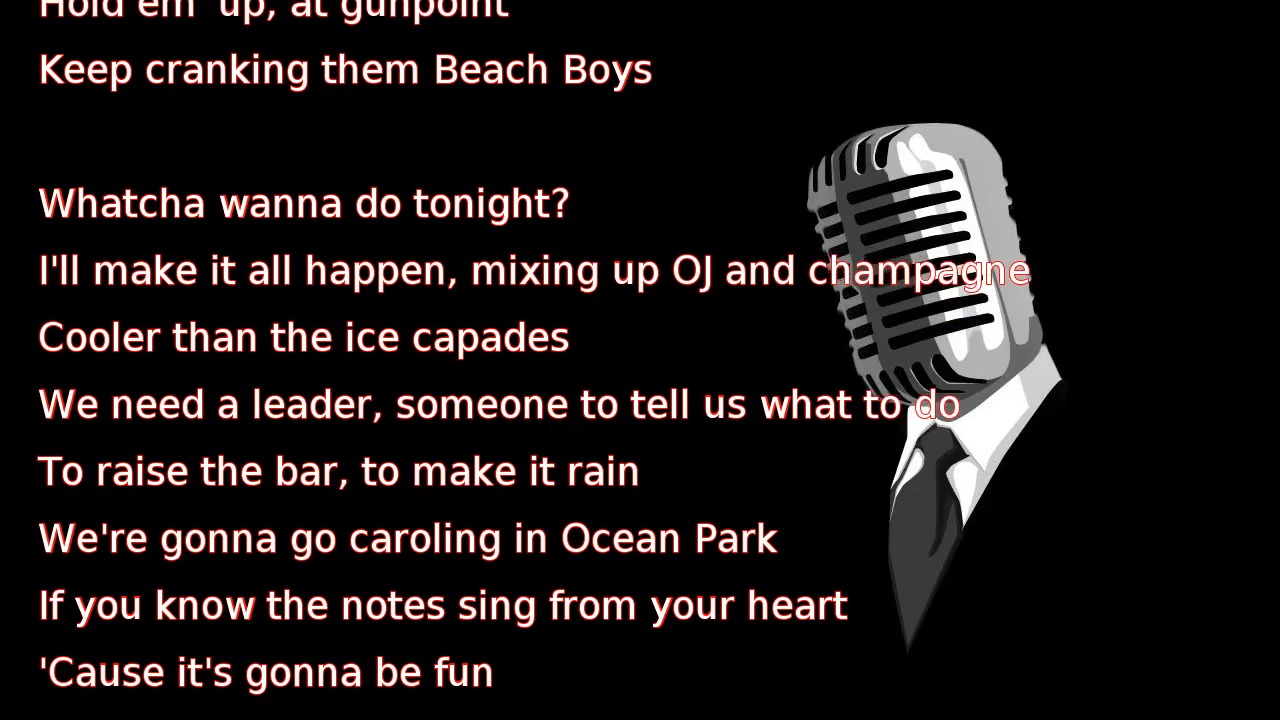 Hold em' up, at gunpoint
Keep cranking them Beach Boys
Whatcha wanna do tonight?
I'll make it all happen, mixing up OJ and champagne
Cooler than the ice capades
We need a leader, someone to tell us what to do
To raise the bar, to make it rain
We're gonna go caroling in Ocean Park
If you know the notes sing from your heart
'Cause it's gonna be fun